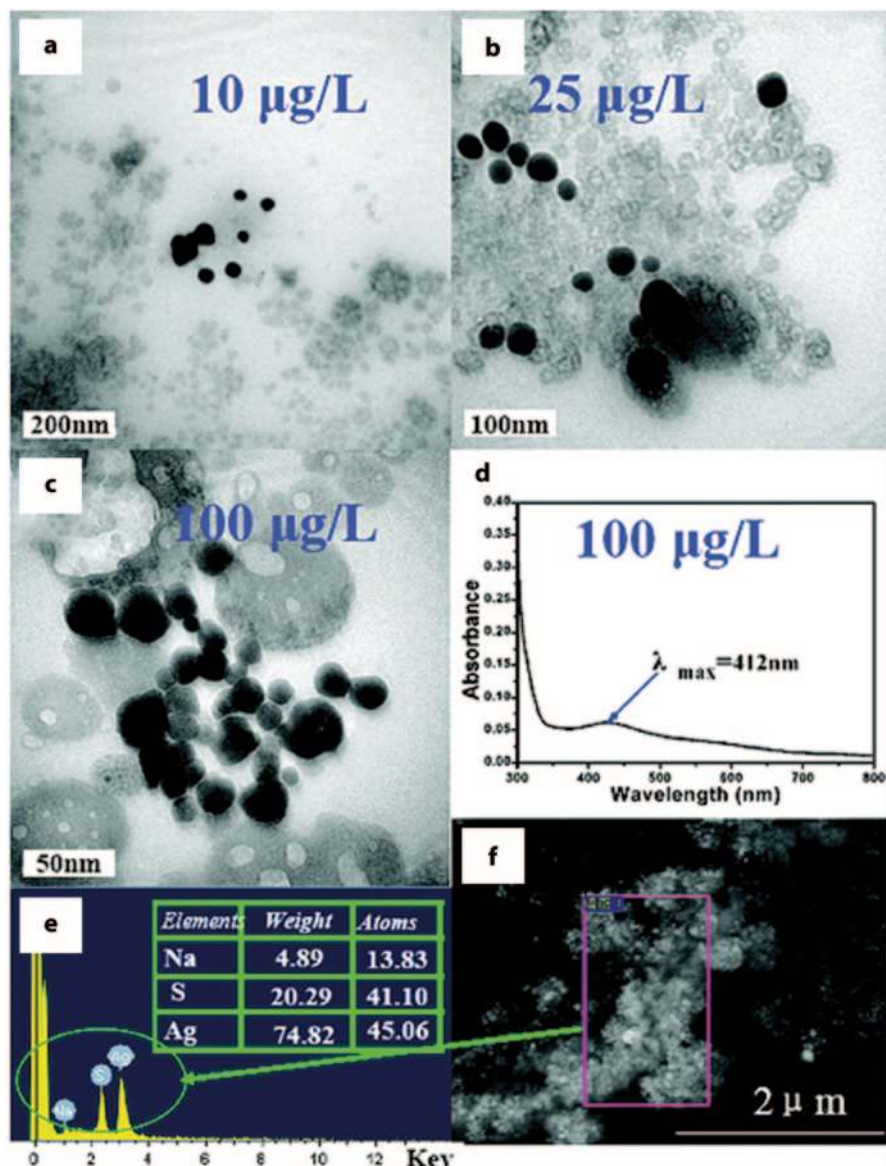 a
10 µg/L
200nm
b
25 µg/L
100nm
c
100 µg/L
50nm
d
100 µg/L
Absorbance
0.40
0.35
0.30
0.25
0.20
0.15
0.10
0.05
0.00
λ max=412nm
300 400 500 600 700 800
Wavelength (nm)
e
Elements Weight Atoms
Na 4.89 13.83
S 20.29 41.10
Ag 74.82 45.06
Na S Ag
0 2 4 6 8 10 12 Kev
f
2 µ m